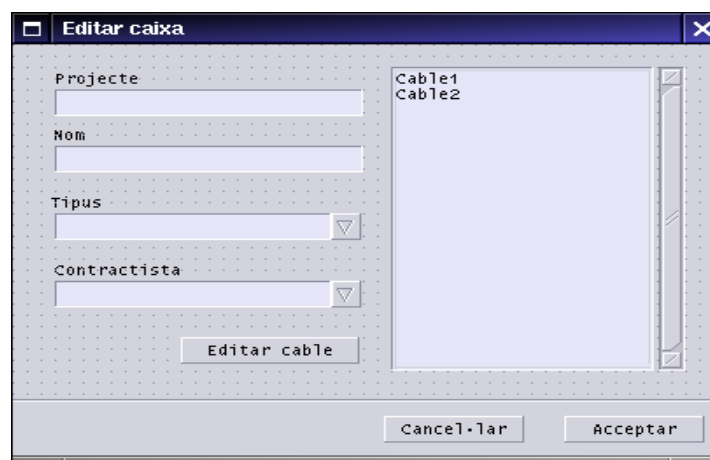 Editar caixa
Projecte
Nom
Tipus
Contractista
Editar cable
Cable1
Cable2
Cancel·lar
Acceptar